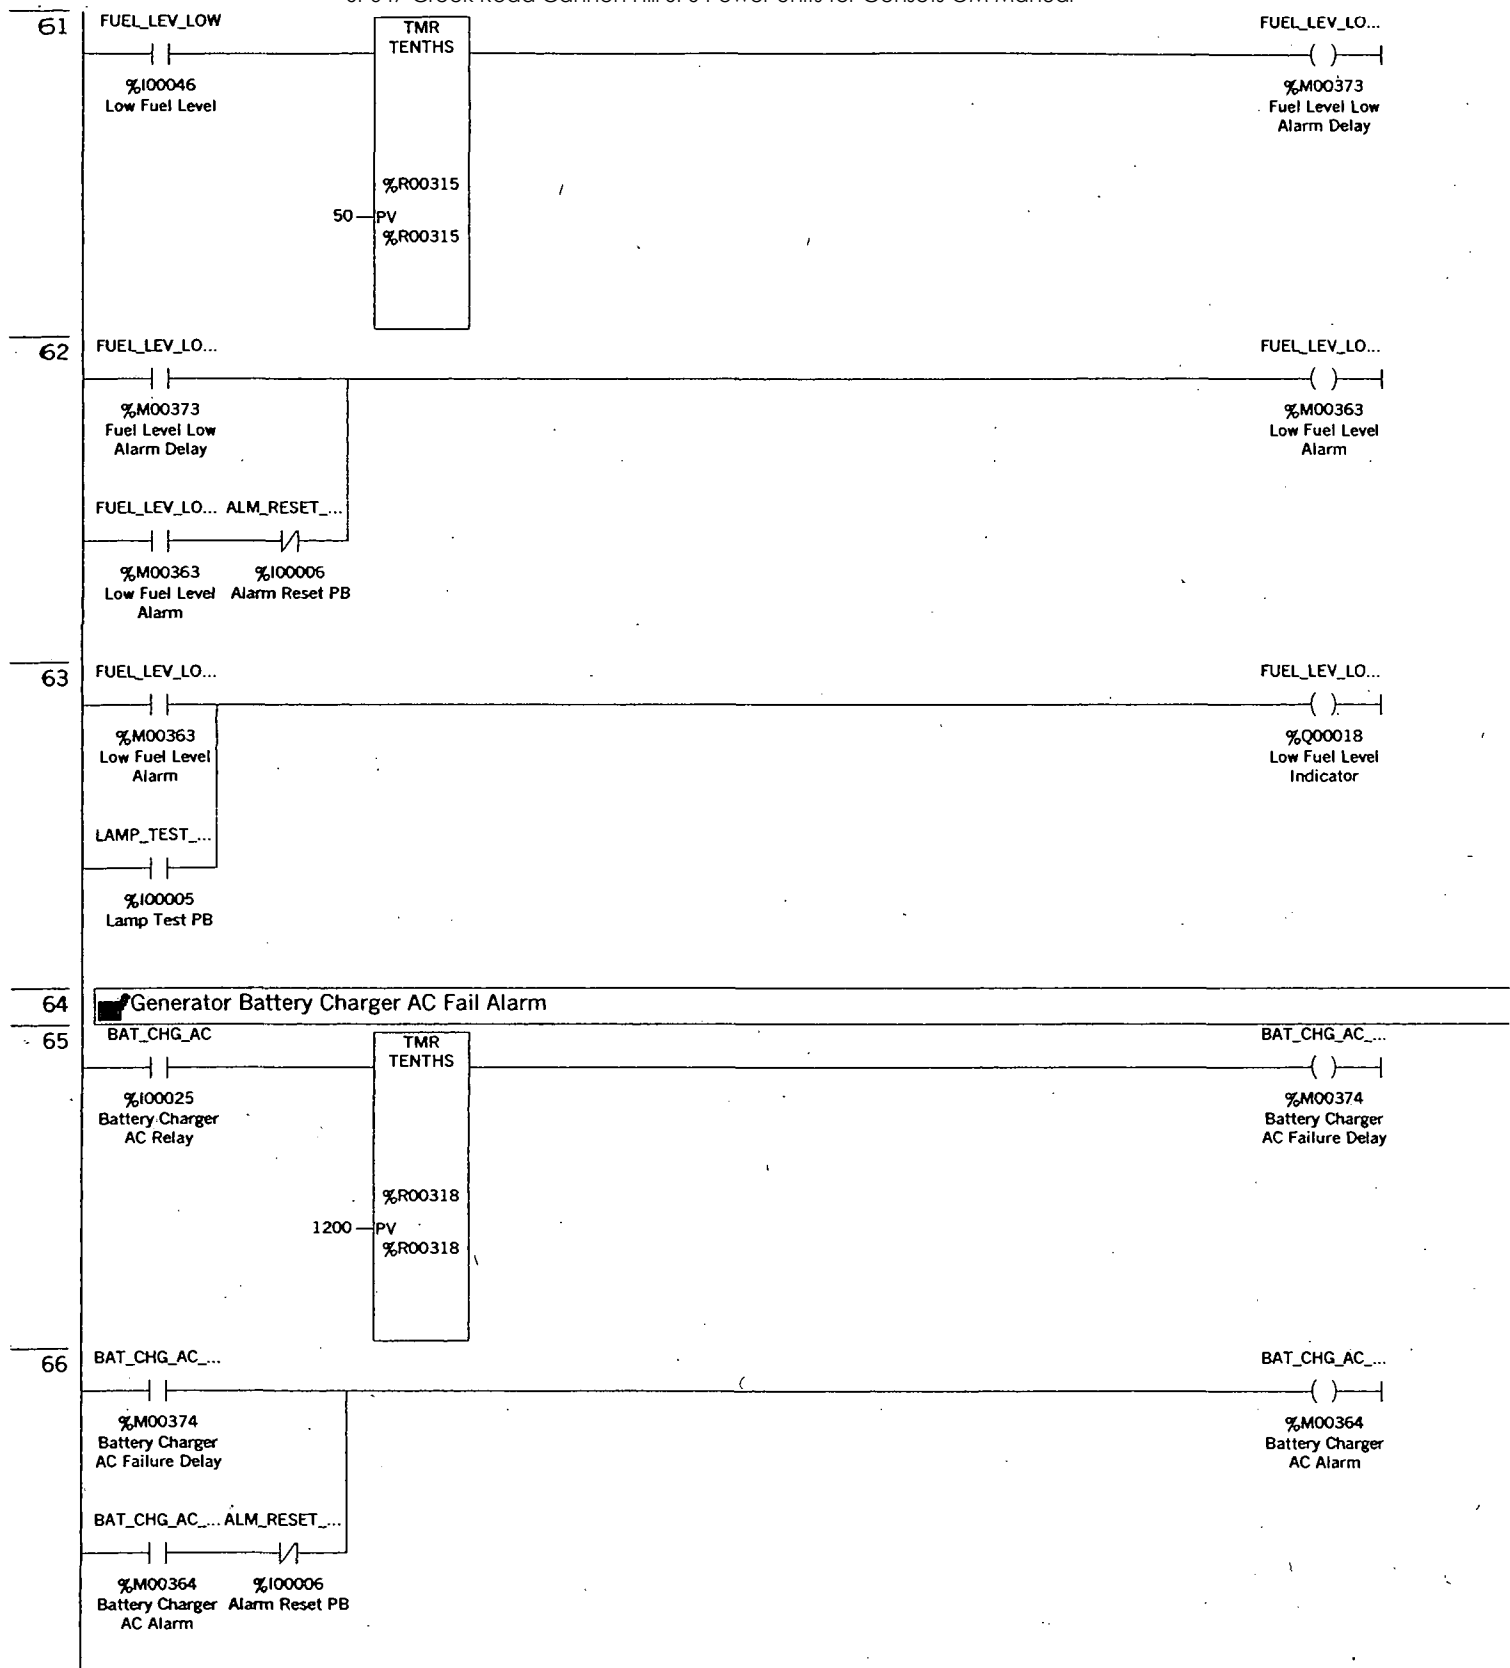 61
FUEL_LEV_LOW
TMR
TENTHS
FUEL_LEV_LO...
%I00046
Low Fuel Level
%M00373
Fuel Level Low
Alarm Delay
%R00315
50 PV
%R00315
62
FUEL_LEV_LO...
FUEL_LEV_LO...
%M00373
Fuel Level Low
Alarm Delay
%M00363
Low Fuel Level
Alarm
FUEL_LEV_LO... ALM_RESET_...
%M00363 %I00006
Low Fuel Level Alarm Reset PB
Alarm
63
FUEL_LEV_LO...
FUEL_LEV_LO...
%M00363
Low Fuel Level
Alarm
%Q00018
Low Fuel Level
Indicator
LAMP_TEST_...
%I00005
Lamp Test PB
64
Generator Battery Charger AC Fail Alarm
65
BAT_CHG_AC
TMR
TENTHS
BAT_CHG_AC_...
%I00025
Battery Charger
AC Relay
%M00374
Battery Charger
AC Failure Delay
%R00318
1200 PV
%R00318
66
BAT_CHG_AC_...
BAT_CHG_AC_...
%M00374
Battery Charger
AC Failure Delay
%M00364
Battery Charger
AC Alarm
BAT_CHG_AC_... ALM_RESET_...
%M00364 %I00006
Battery Charger Alarm Reset PB
AC Alarm